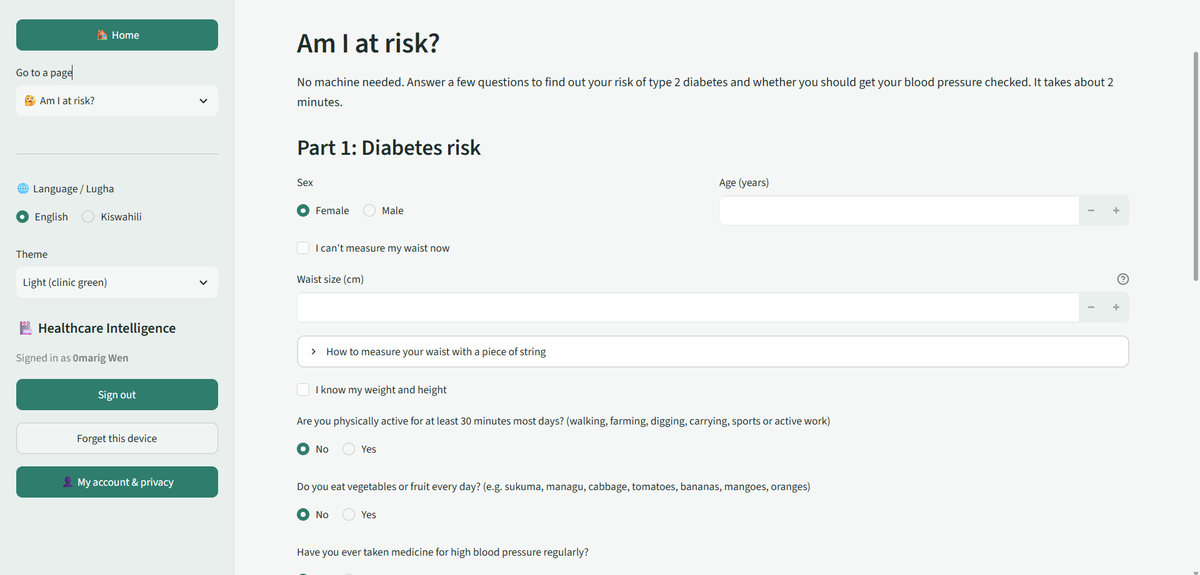 🏠 Home
Go to a page
🤔 Am I at risk?
🌐 Language / Lugha
English
Kiswahili
Theme
Light (clinic green)
Healthcare Intelligence
Signed in as 0marig Wen
Sign out
Forget this device
👤 My account & privacy
Am I at risk?
No machine needed. Answer a few questions to find out your risk of type 2 diabetes and whether you should get your blood pressure checked. It takes about 2
minutes.
Part 1: Diabetes risk
Sex
Female
Male
Age (years)
I can't measure my waist now
Waist size (cm)
How to measure your waist with a piece of string
I know my weight and height
Are you physically active for at least 30 minutes most days? (walking, farming, digging, carrying, sports or active work)
No
Yes
Do you eat vegetables or fruit every day? (e.g. sukuma, managu, cabbage, tomatoes, bananas, mangoes, oranges)
No
Yes
Have you ever taken medicine for high blood pressure regularly?